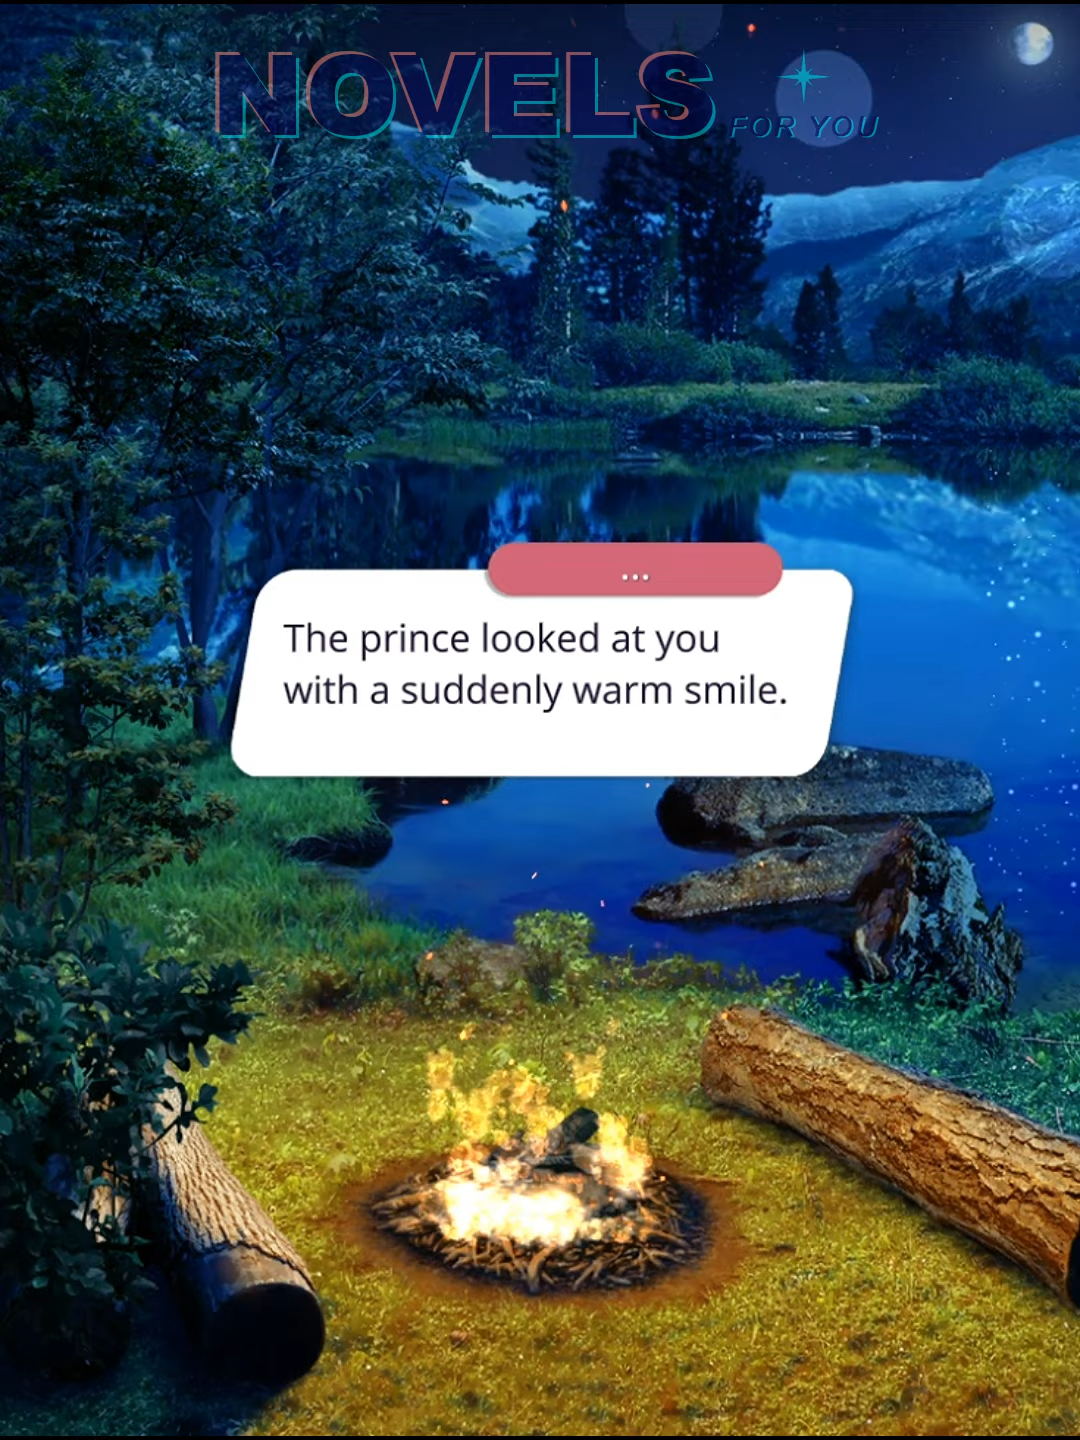 NOVELS
FOR YOU
...
The prince looked at you
with a suddenly warm smile.